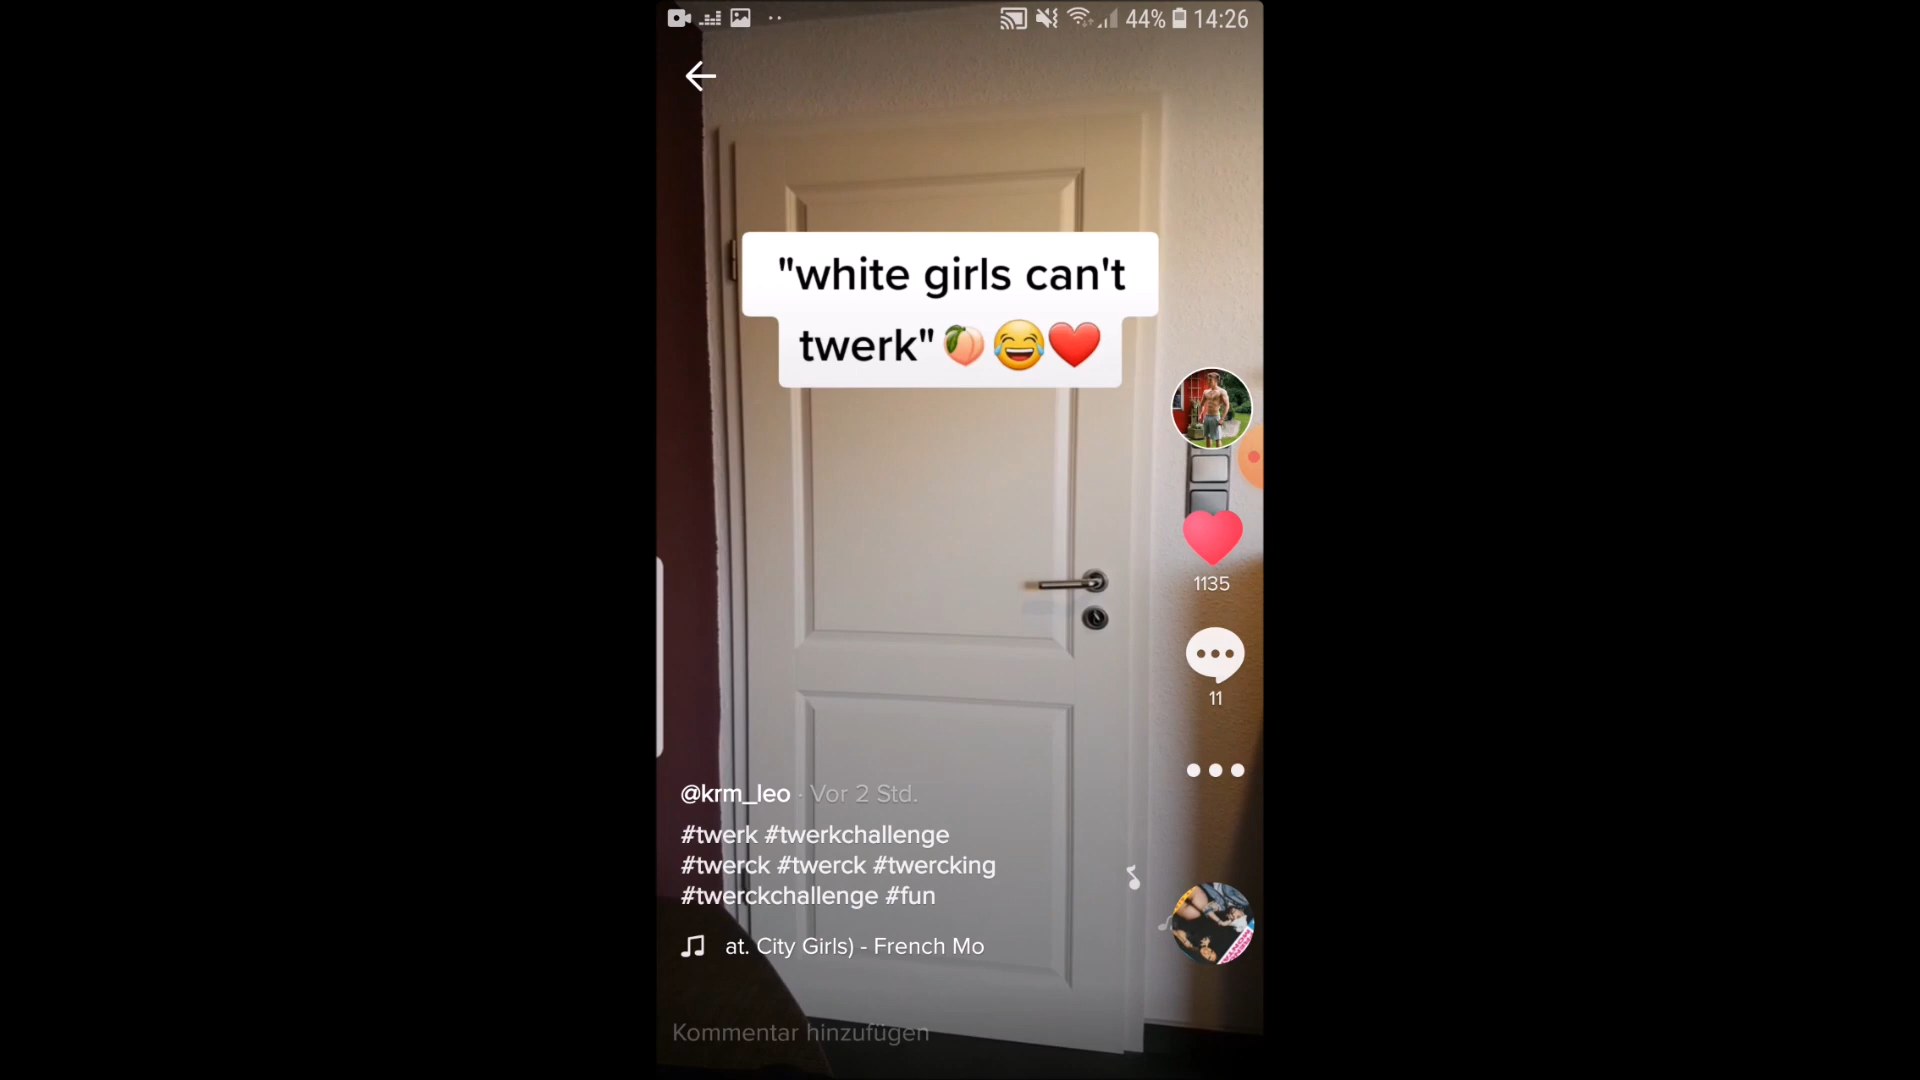 44% 14:26
"white girls can't
twerk"🍑😂❤️
1135
11
@krm_leo · Vor 2 Std.
#twerk #twerkchallenge
#twerck #twerck #twercking
#twerckchallenge #fun
at. City Girls) - French Mo
Kommentar hinzufügen